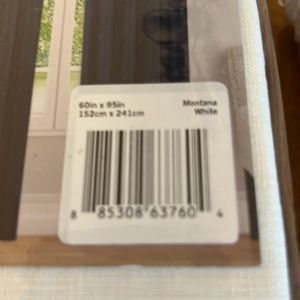 60in x 95in Montana
152cm x 241cm White
8 85308 63760 4